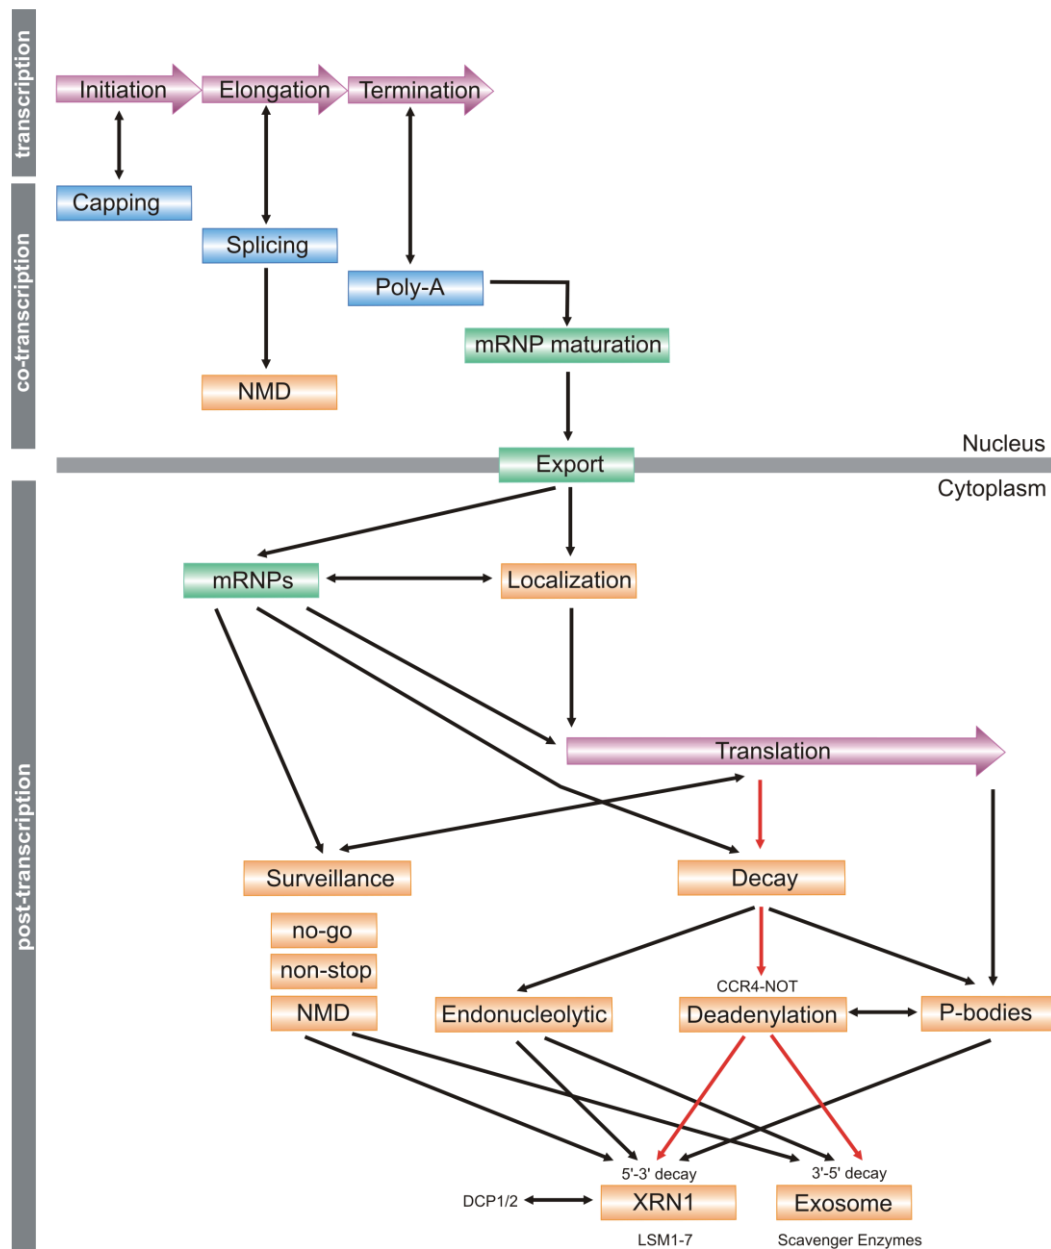 transcription
Initiation
Elongation
Termination
co-transcription
Capping
Splicing
Poly-A
mRNP maturation
NMD
Nucleus
Export
Cytoplasm
post-transcription
mRNPs
Localization
Translation
Surveillance
Decay
no-go
non-stop
NMD
CCR4-NOT
Endonucleolytic
Deadenylation
P-bodies
5'-3' decay
3'-5' decay
DCP1/2
XRN1
Exosome
LSM1-7
Scavenger Enzymes